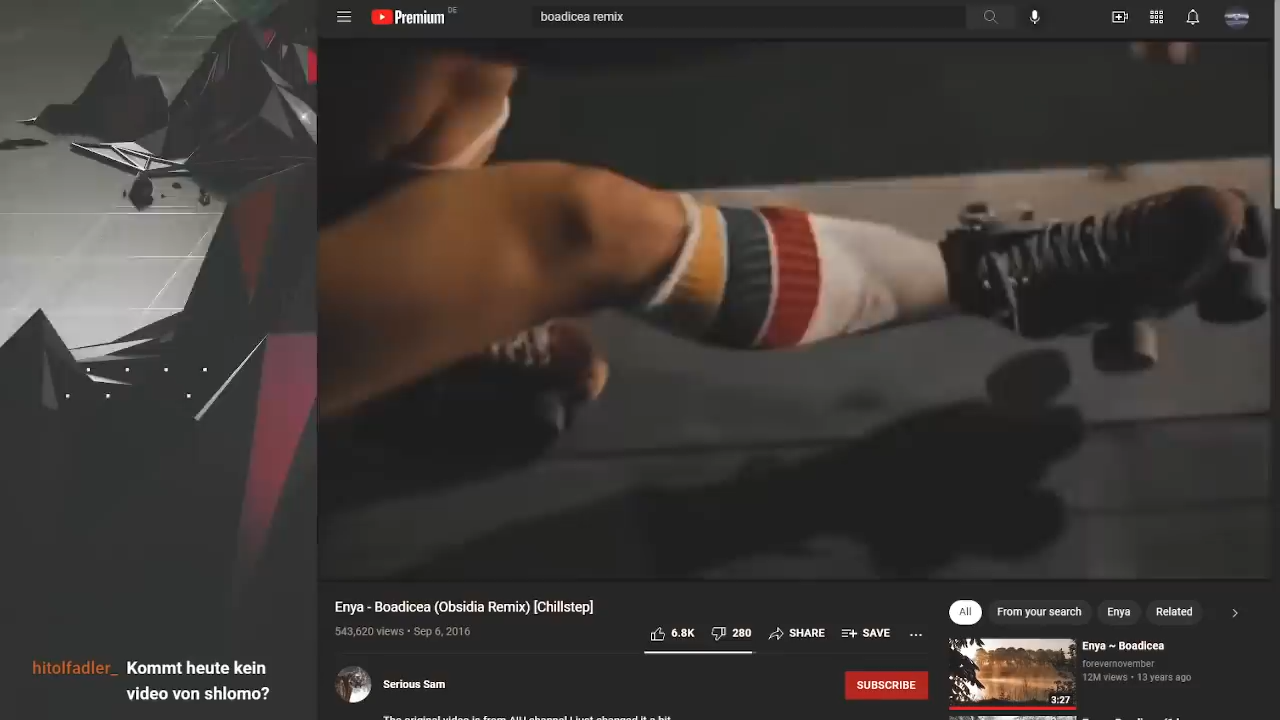 Premium DE
boadicea remix
Enya - Boadicea (Obsidia Remix) [Chillstep]
543,620 views • Sep 6, 2016
6.8K
280
SHARE
SAVE
Serious Sam
SUBSCRIBE
All
From your search
Enya
Related
Enya ~ Boadicea
forevernovember
12M views • 13 years ago
3:27
hitolfadler_ Kommt heute kein
video von shlomo?